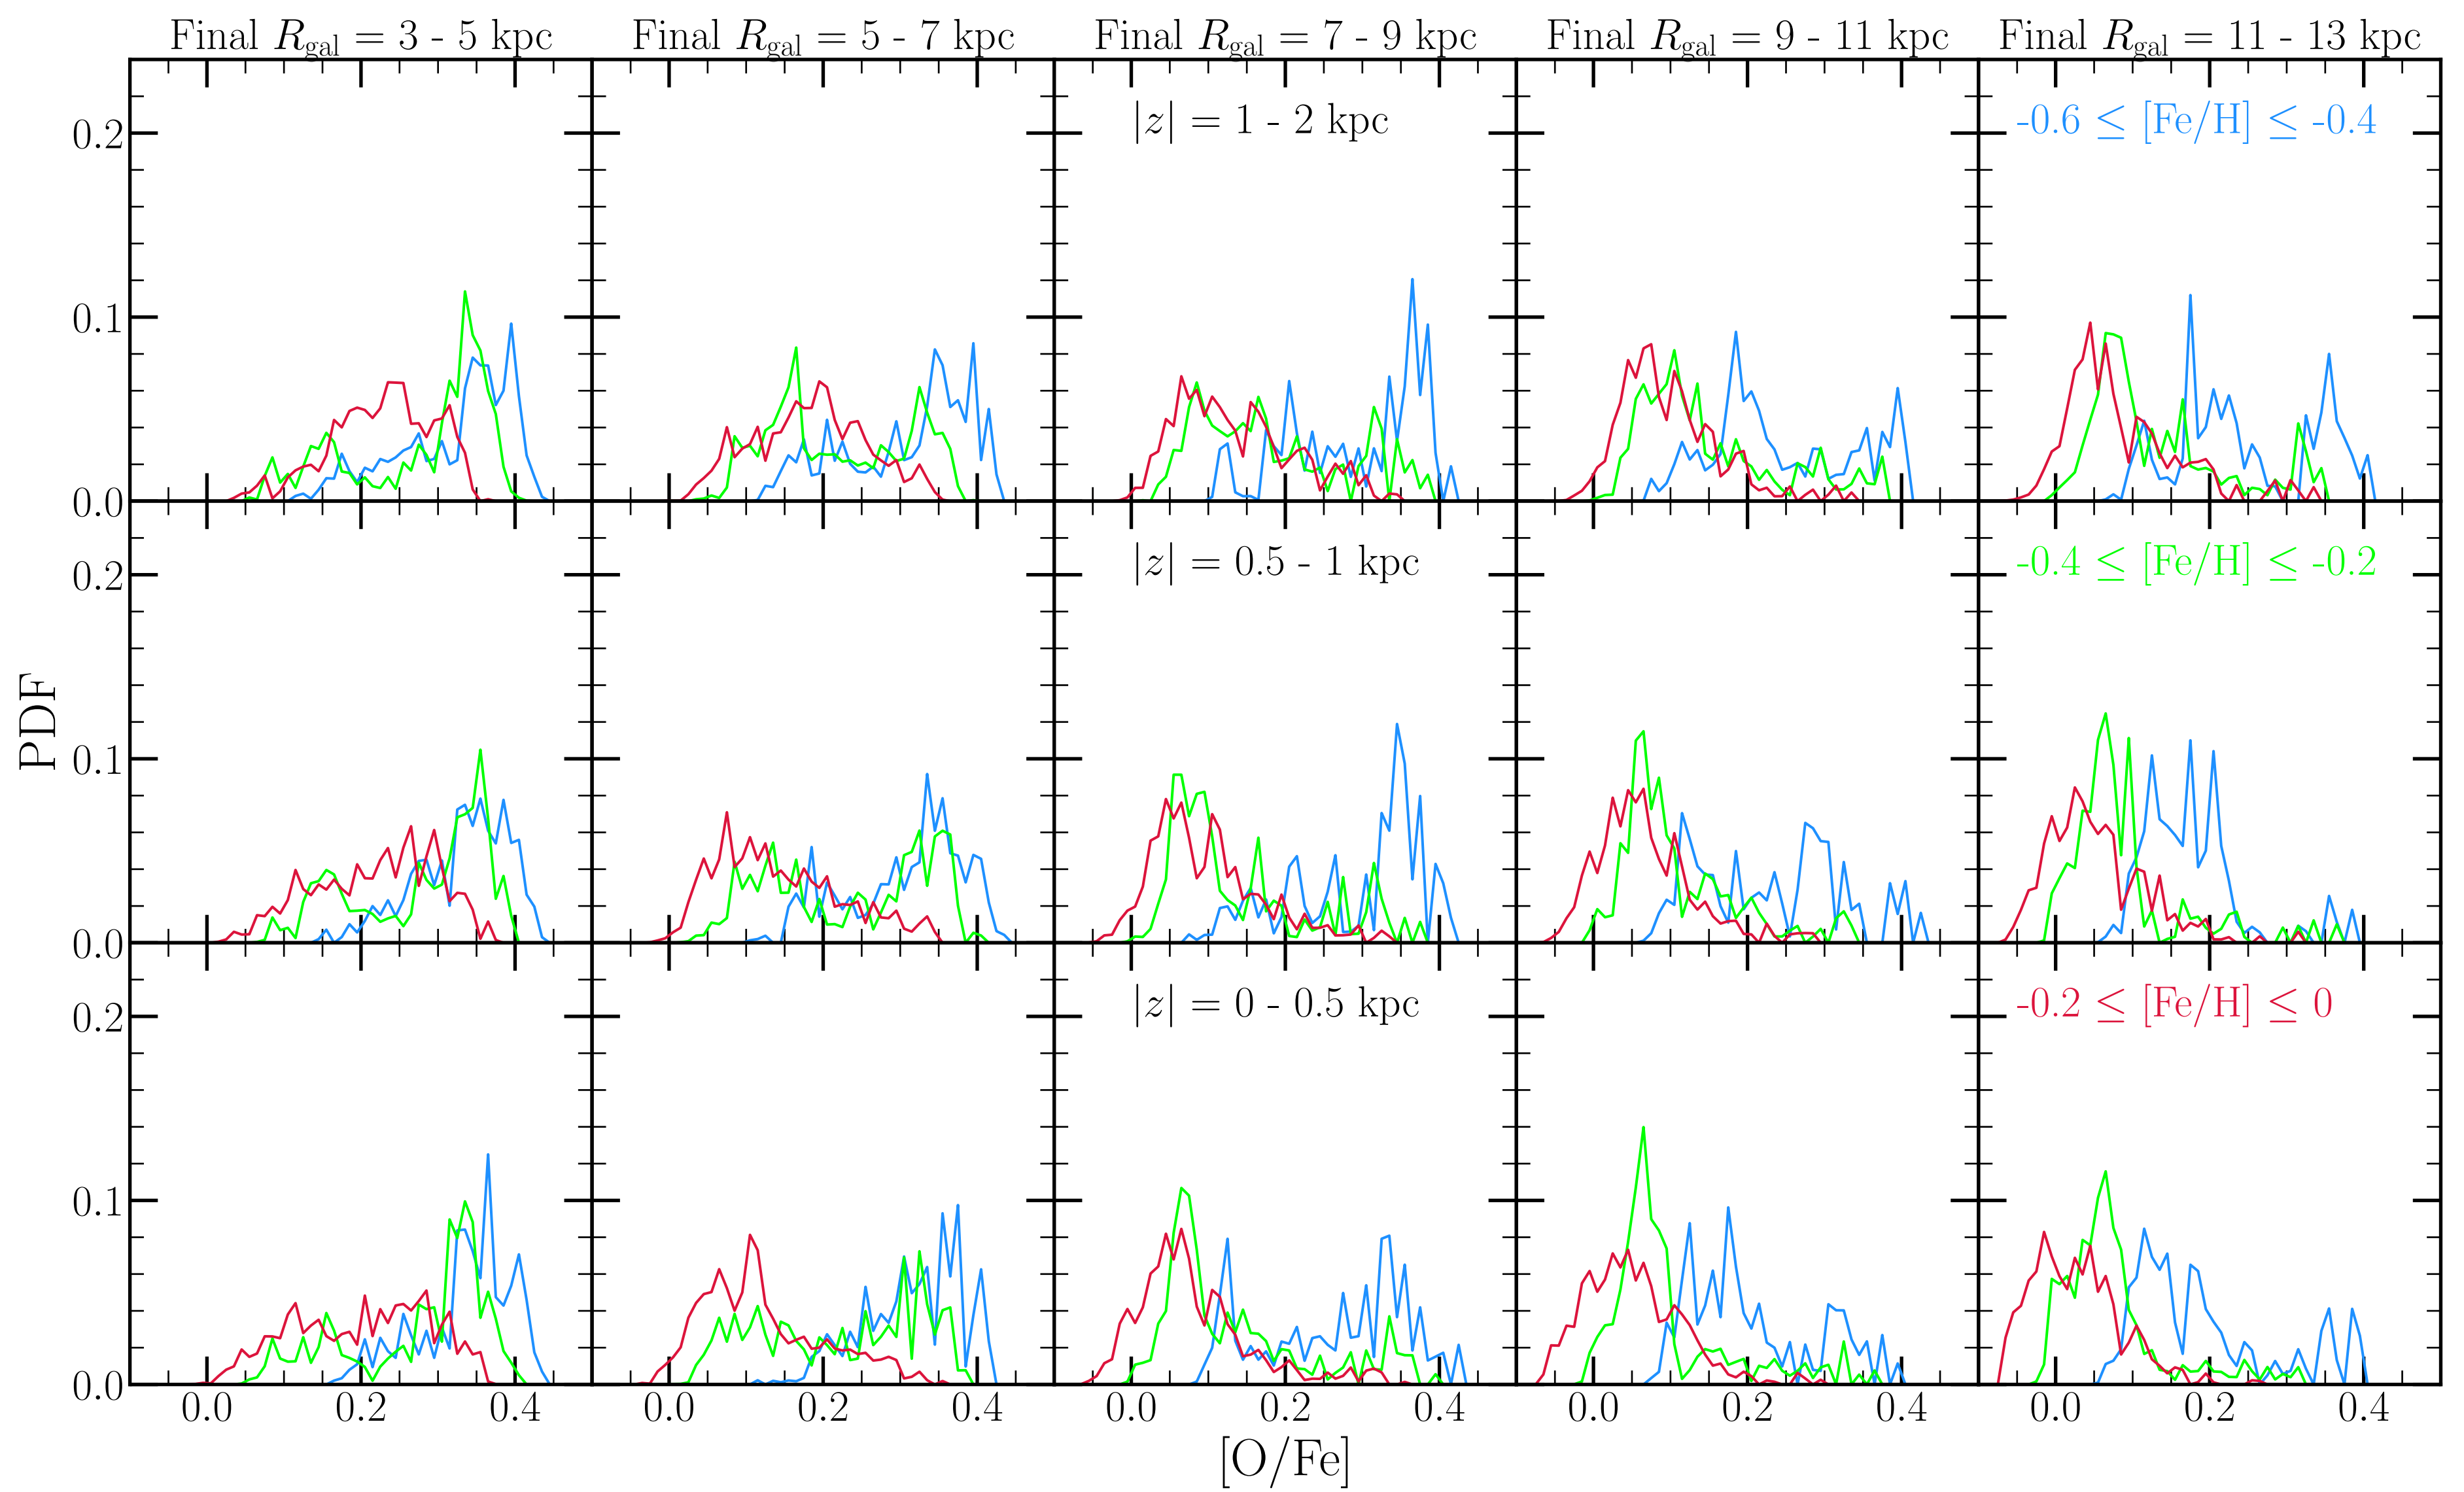 Final R_gal = 3 - 5 kpc
Final R_gal = 5 - 7 kpc
Final R_gal = 7 - 9 kpc
Final R_gal = 9 - 11 kpc
Final R_gal = 11 - 13 kpc
|z| = 1 - 2 kpc
-0.6 ≤ [Fe/H] ≤ -0.4
0.2
0.1
0.0
|z| = 0.5 - 1 kpc
-0.4 ≤ [Fe/H] ≤ -0.2
0.2
0.1
0.0
PDF
|z| = 0 - 0.5 kpc
-0.2 ≤ [Fe/H] ≤ 0
0.2
0.1
0.0
0.0 0.2 0.4
0.0 0.2 0.4
0.0 0.2 0.4
0.0 0.2 0.4
0.0 0.2 0.4
[O/Fe]